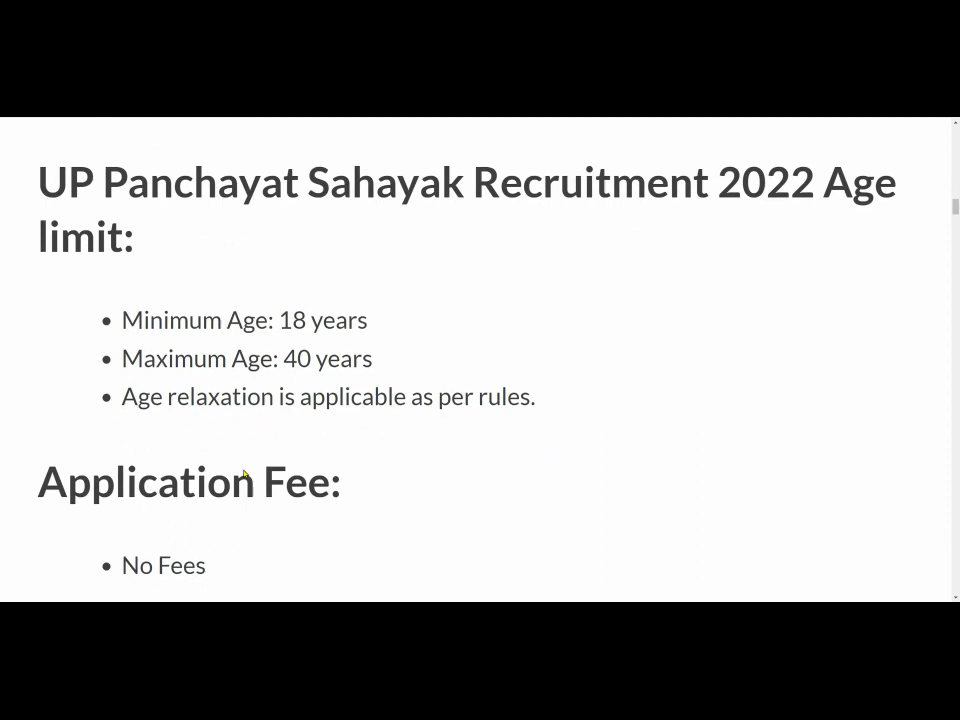 UP Panchayat Sahayak Recruitment 2022 Age
limit:
• Minimum Age: 18 years
• Maximum Age: 40 years
• Age relaxation is applicable as per rules.
Application Fee:
• No Fees